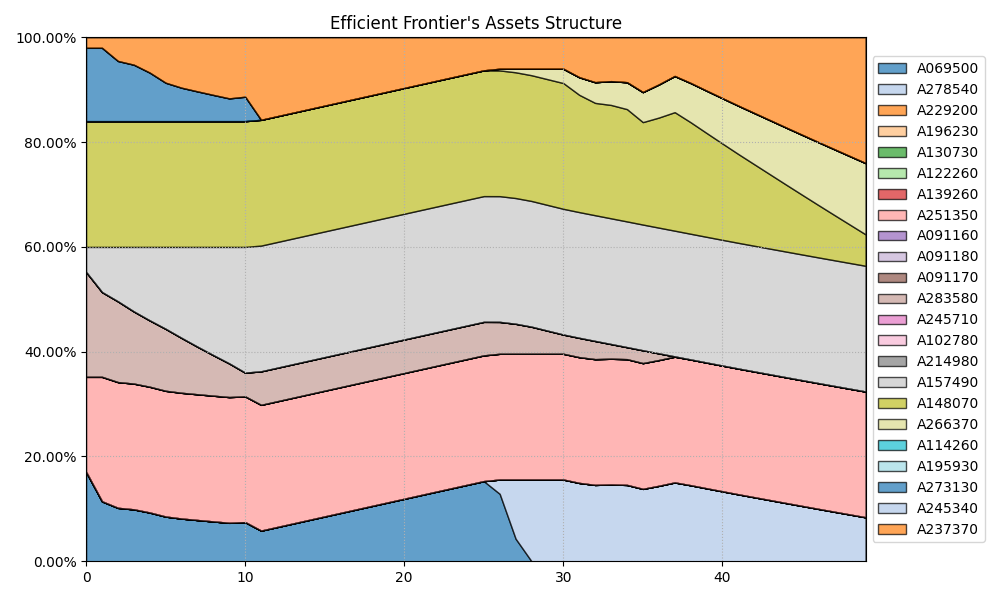 Efficient Frontier's Assets Structure
100.00%
80.00%
60.00%
40.00%
20.00%
0.00%
0
10
20
30
40
A069500
A278540
A229200
A196230
A130730
A122260
A139260
A251350
A091160
A091180
A091170
A283580
A245710
A102780
A214980
A157490
A148070
A266370
A114260
A195930
A273130
A245340
A237370